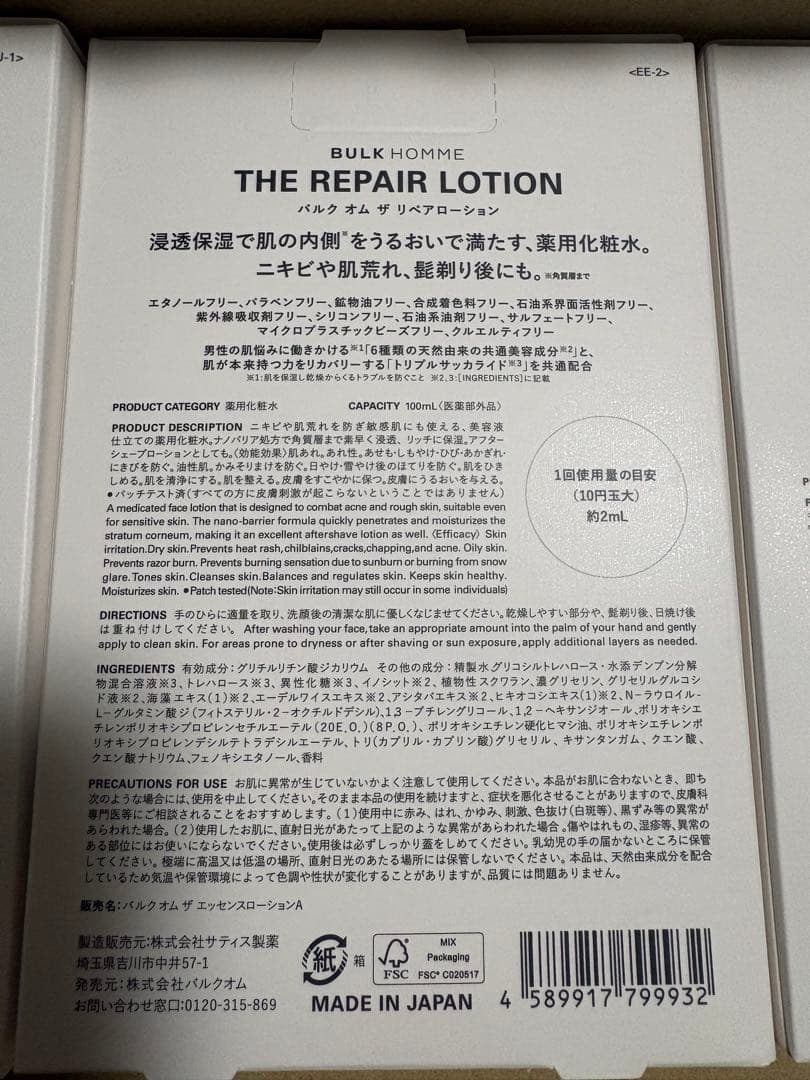 J-1>
<EE-2>
BULK HOMME
THE REPAIR LOTION
バルク オム ザ リペアローション
浸透保湿で肌の内側※をうるおいで満たす、薬用化粧水。
ニキビや肌荒れ、髭剃り後にも。※角質層まで
エタノールフリー、パラベンフリー、鉱物油フリー、合成着色料フリー、石油系界面活性剤フリー、
紫外線吸収剤フリー、シリコンフリー、石油系油剤フリー、サルフェートフリー、
マイクロプラスチックビーズフリー、クルエルティフリー
男性の肌悩みに働きかける※1「6種類の天然由来の共通美容成分※2」と、
肌が本来持つ力をリカバリーする「トリプルサッカライド※3」を共通配合
※1:肌を保湿し乾燥からくるトラブルを防ぐこと ※2、3:[INGREDIENTS]に記載
PRODUCT CATEGORY 薬用化粧水 CAPACITY 100mL〈医薬部外品〉
PRODUCT DESCRIPTION ニキビや肌荒れを防ぎ敏感肌にも使える、美容液
仕立ての薬用化粧水。ナノバリア処方で角質層まで素早く浸透、リッチに保湿。アフター
シェーブローションとしても。〈効能効果〉肌あれ。あれ性。あせも・しもやけ・ひび・あかぎれ・
にきびを防ぐ。油性肌。かみそりまけを防ぐ。日やけ・雪やけ後のほてりを防ぐ。肌をひき
しめる。肌を清浄にする。肌を整える。皮膚をすこやかに保つ。皮膚にうるおいを与える。
●パッチテスト済(すべての方に皮膚刺激が起こらないということではありません)
A medicated face lotion that is designed to combat acne and rough skin, suitable even
for sensitive skin. The nano-barrier formula quickly penetrates and moisturizes the
stratum corneum, making it an excellent aftershave lotion as well. 〈Efficacy〉 Skin
irritation.Dry skin.Prevents heat rash,chilblains,cracks,chapping,and acne. Oily skin.
Prevents razor burn. Prevents burning sensation due to sunburn or burning from snow
glare. Tones skin.Cleanses skin.Balances and regulates skin. Keeps skin healthy.
Moisturizes skin. ●Patch tested(Note:Skin irritation may still occur in some individuals)
1回使用量の目安
(10円玉大)
約2mL
DIRECTIONS 手のひらに適量を取り、洗顔後の清潔な肌に優しくなじませてください。乾燥しやすい部分や、髭剃り後、日焼け後
は重ね付けしてください。 After washing your face,take an appropriate amount into the palm of your hand and gently
apply to clean skin. For areas prone to dryness or after shaving or sun exposure,apply additional layers as needed.
INGREDIENTS 有効成分:グリチルリチン酸ジカリウム その他の成分:精製水、グリコシルトレハロース・水添デンプン分解
物混合溶液※3、トレハロース※3、異性化糖※3、イノシット※2、植物性スクワラン、濃グリセリン、グリセリルグルコシ
ド液※2、海藻エキス(1)※2、エーデルワイスエキス※2、アシタバエキス※2、ヒキオコシエキス(1)※2、N-ラウロイル-
L-グルタミン酸ジ(フィトステリル・2-オクチルドデシル)、1,3-ブチレングリコール、1,2-ヘキサンジオール、ポリオキシエ
チレンポリオキシプロピレンセチルエーテル(20E.O.)(8P.O.)、ポリオキシエチレン硬化ヒマシ油、ポリオキシエチレンポ
リオキシプロピレンデシルテトラデシルエーテル、トリ(カプリル・カプリン酸)グリセリル、キサンタンガム、クエン酸、
クエン酸ナトリウム、フェノキシエタノール、香料
PRECAUTIONS FOR USE お肌に異常が生じていないかよく注意して使用してください。本品がお肌に合わないとき、即ち
次のような場合には、使用を中止してください。そのまま本品の使用を続けますと、症状を悪化させることがありますので、皮膚科
専門医等にご相談されることをおすすめします。(1)使用中に赤み、はれ、かゆみ、刺激、色抜け(白斑等)、黒ずみ等の異常が
あらわれた場合。(2)使用したお肌に、直射日光があたって上記のような異常があらわれた場合。傷やはれもの、湿疹等、異常の
ある部位にはお使いにならないでください。使用後は必ずしっかり蓋をしめてください。乳幼児の手の届かないところに保管
してください。極端に高温又は低温の場所、直射日光のあたる場所には保管しないでください。本品は、天然由来成分を配合
しているため気温や保管環境によって色調や性状が変化することがありますが、品質には問題ありません。
販売名:バルク オム ザ エッセンスローションA
製造販売元:株式会社サティス製薬
埼玉県吉川市中井57-1
発売元:株式会社バルクオム
お問い合わせ窓口:0120-315-869
紙 箱
FSC
MIX
Packaging
FSC® C020517
MADE IN JAPAN
4 589917 799932